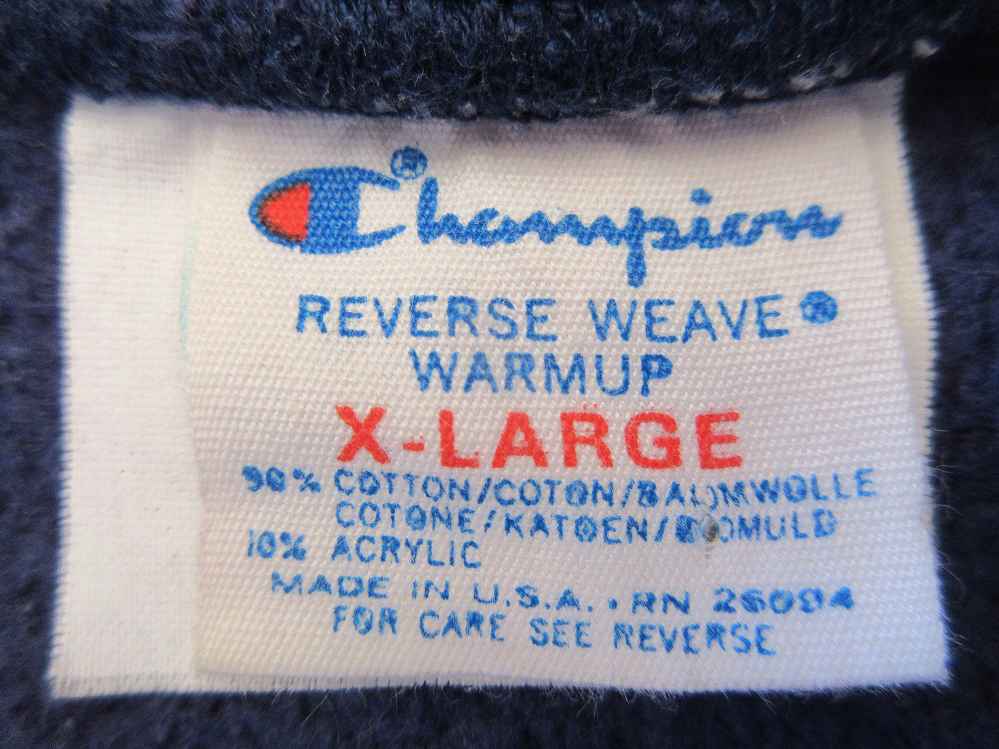 Champion®
REVERSE WEAVE®
WARMUP
X-LARGE
90% COTTON/COTON/BAUMWOLLE
COTONE/KATOEN/BOMULD
10% ACRYLIC
MADE IN U.S.A. • RN 26094
FOR CARE SEE REVERSE